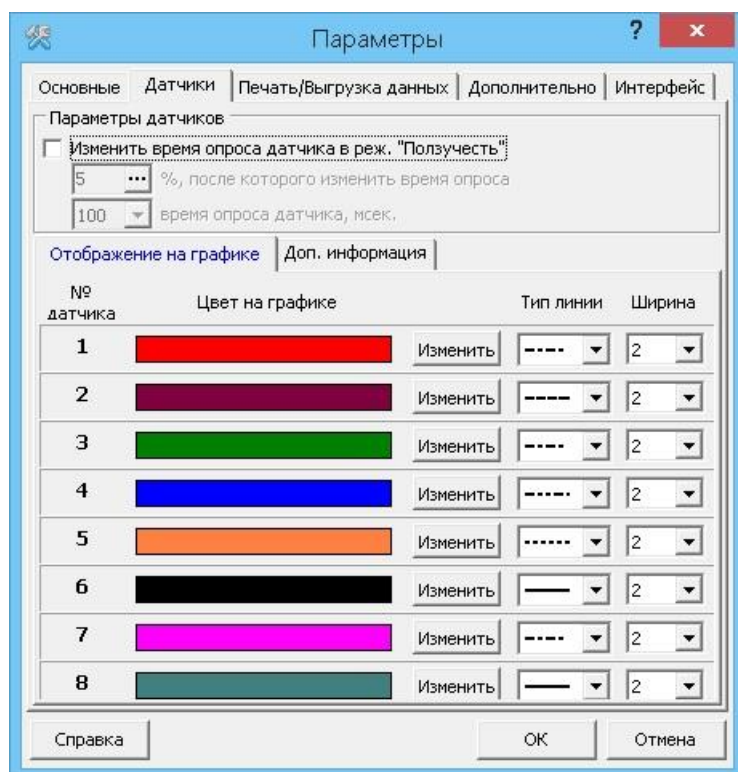 Параметры
?
x
Основные Датчики Печать/Выгрузка данных Дополнительно Интерфейс
Параметры датчиков
Изменить время опроса датчика в реж. "Ползучесть"
5 ... %, после которого изменить время опроса
100 время опроса датчика, мсек.
Отображение на графике Доп. информация
№ датчика Цвет на графике Тип линии Ширина
1 Изменить 2
2 Изменить 2
3 Изменить 2
4 Изменить 2
5 Изменить 2
6 Изменить 2
7 Изменить 2
8 Изменить 2
Справка ОК Отмена